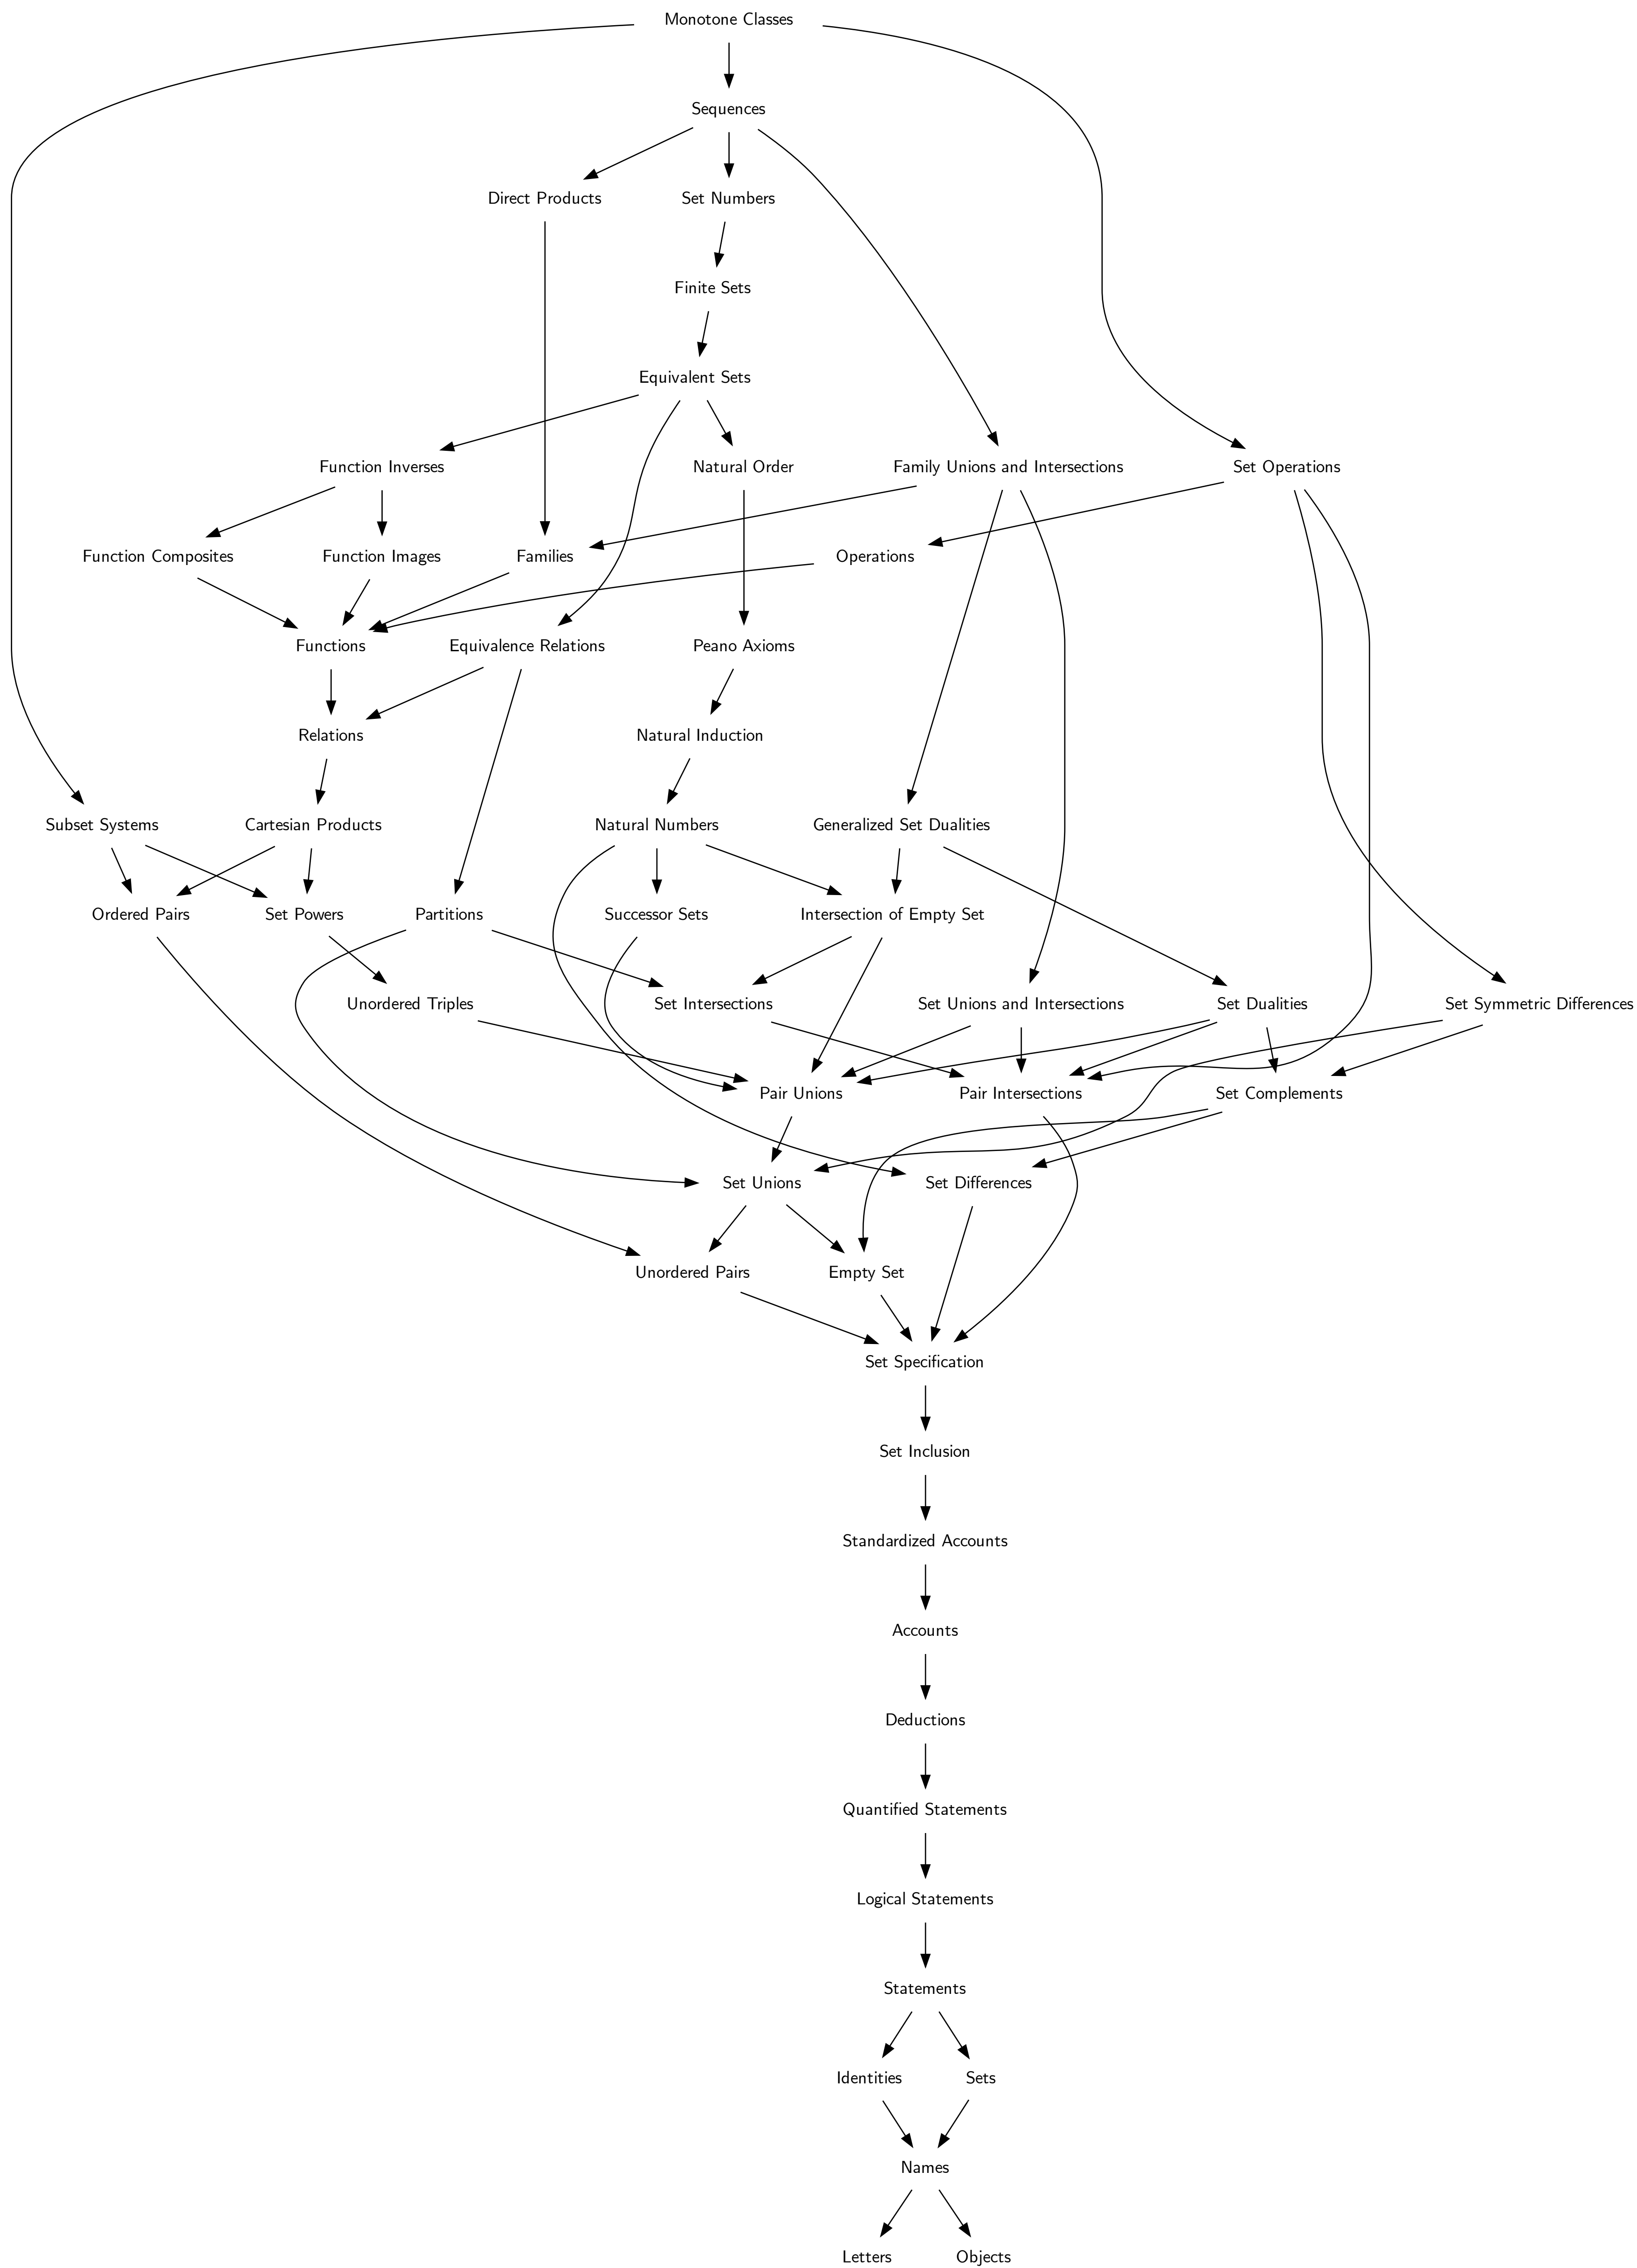 Monotone Classes
Sequences
Direct Products
Set Numbers
Finite Sets
Equivalent Sets
Function Inverses
Natural Order
Family Unions and Intersections
Set Operations
Function Composites
Function Images
Families
Operations
Functions
Equivalence Relations
Peano Axioms
Relations
Natural Induction
Subset Systems
Cartesian Products
Natural Numbers
Generalized Set Dualities
Ordered Pairs
Set Powers
Partitions
Successor Sets
Intersection of Empty Set
Unordered Triples
Set Intersections
Set Unions and Intersections
Set Dualities
Set Symmetric Differences
Pair Unions
Pair Intersections
Set Complements
Set Unions
Set Differences
Unordered Pairs
Empty Set
Set Specification
Set Inclusion
Standardized Accounts
Accounts
Deductions
Quantified Statements
Logical Statements
Statements
Identities
Sets
Names
Letters
Objects